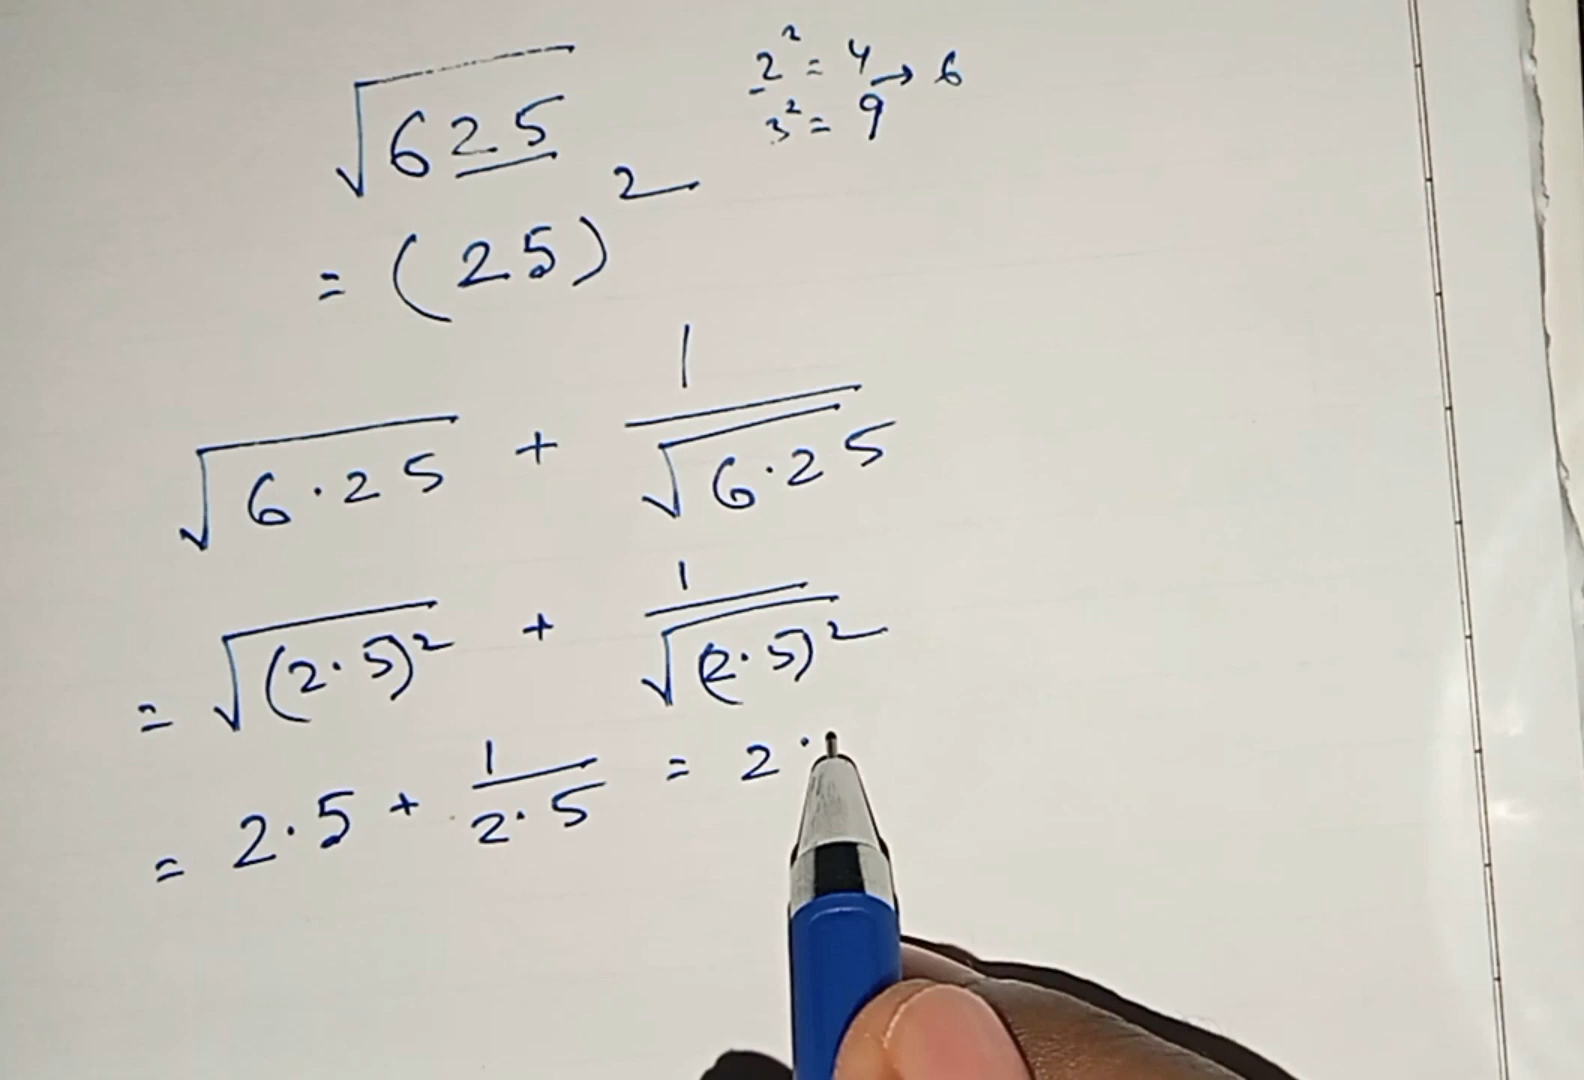 √625
2² = 4 → 6
3² = 9
= (25)²
√6.25 + 1/√6.25
= √(2.5)² + 1/√(2.5)²
= 2.5 + 1/2.5 = 2.